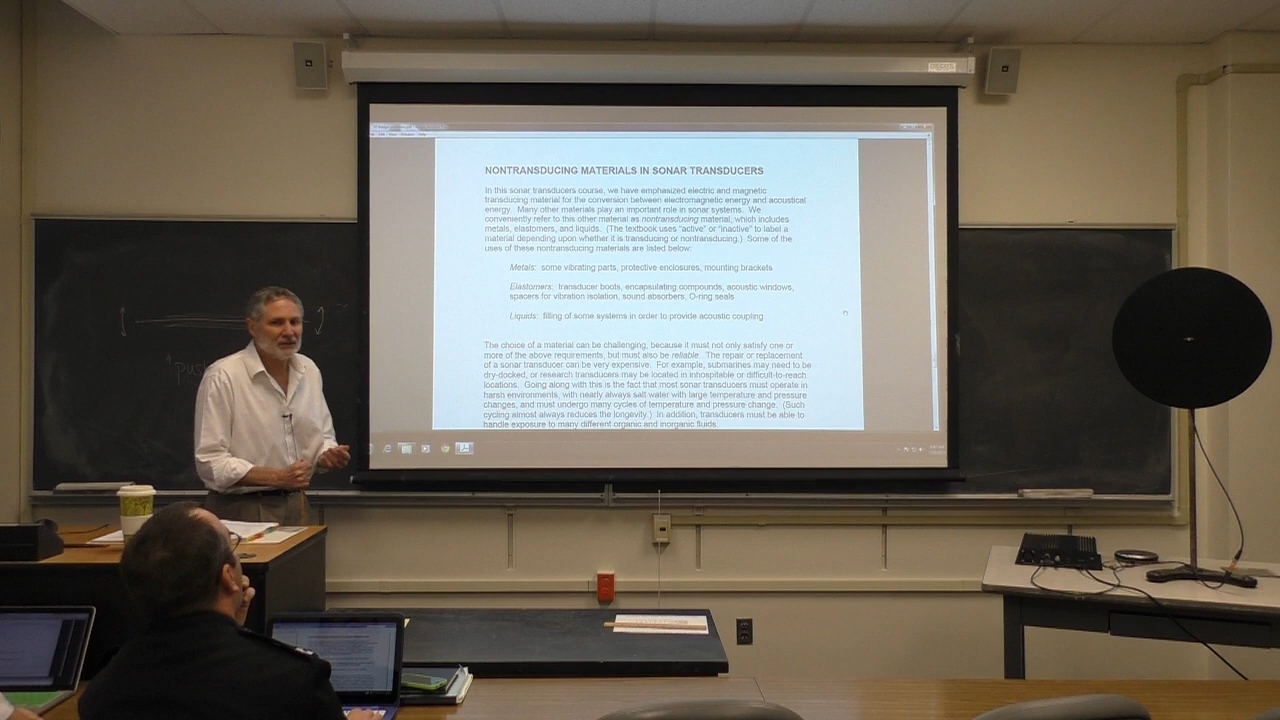 NONTRANSDUCING MATERIALS IN SONAR TRANSDUCERS
In this sonar transducers course, we have emphasized electric and magnetic
transducing material for the conversion between electromagnetic energy and acoustical
energy. Many other materials play an important role in sonar systems. We
conveniently refer to this other material as nontransducing material, which includes
metals, elastomers, and liquids. (The textbook uses "active" or "inactive" to label a
material depending upon whether it is transducing or nontransducing.) Some of the
uses of these nontransducing materials are listed below:
Metals: some vibrating parts, protective enclosures, mounting brackets
Elastomers: transducer boots, encapsulating compounds, acoustic windows,
spacers for vibration isolation, sound absorbers, O-ring seals
Liquids: filling of some systems in order to provide acoustic coupling
The choice of a material can be challenging, because it must not only satisfy one or
more of the above requirements, but must also be reliable. The repair or replacement
of a sonar transducer can be very expensive. For example, submarines may need to be
dry-docked, or research transducers may be located in inhospitable or difficult-to-reach
locations. Going along with this is the fact that most sonar transducers must operate in
harsh environments, with nearly always salt water with large temperature and pressure
changes, and must undergo many cycles of temperature and pressure change. (Such
cycling almost always reduces the longevity.) In addition, transducers must be able to
handle exposure to many different organic and inorganic fluids.